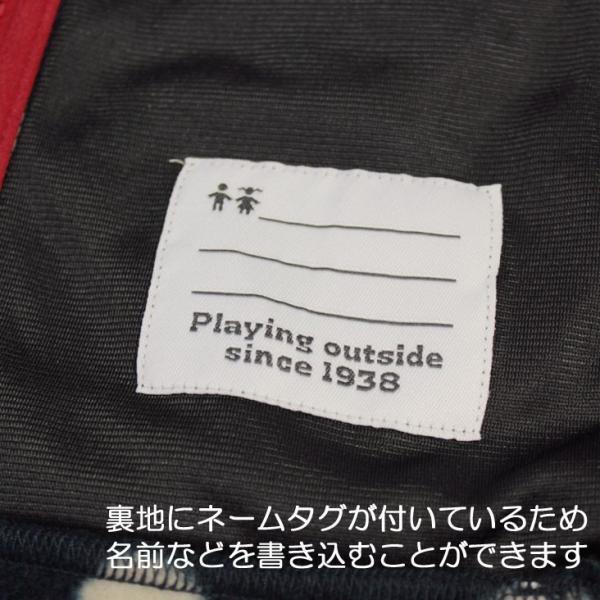 Playing outside
since 1938
裏地にネームタグが付いているため
名前などを書き込むことができます